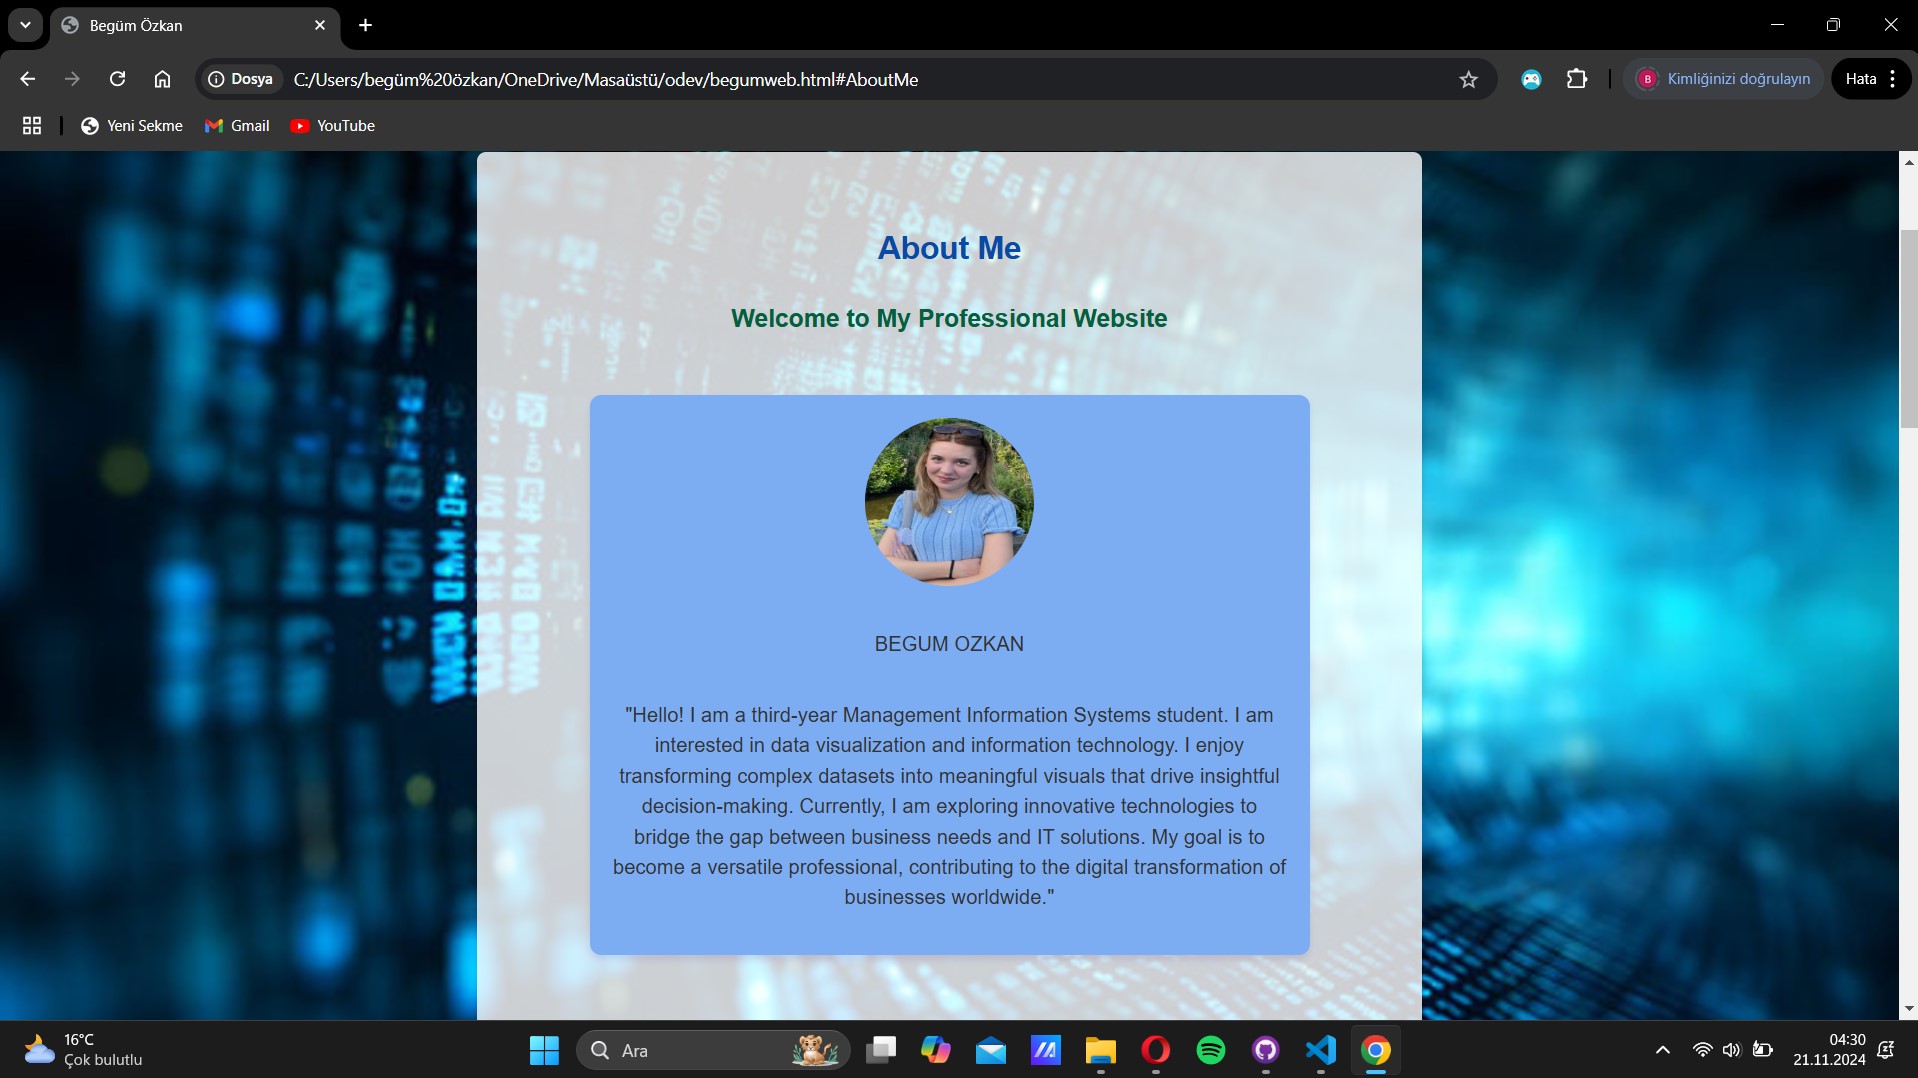 Begüm Özkan
Dosya
C:/Users/begüm%20özkan/OneDrive/Masaüstü/odev/begumweb.html#AboutMe
B
Kimliğinizi doğrulayın
Hata
Yeni Sekme
Gmail
YouTube
About Me
Welcome to My Professional Website
BEGUM OZKAN
"Hello! I am a third-year Management Information Systems student. I am
interested in data visualization and information technology. I enjoy
transforming complex datasets into meaningful visuals that drive insightful
decision-making. Currently, I am exploring innovative technologies to
bridge the gap between business needs and IT solutions. My goal is to
become a versatile professional, contributing to the digital transformation of
businesses worldwide."
16°C
Çok bulutlu
Ara
04:30
21.11.2024